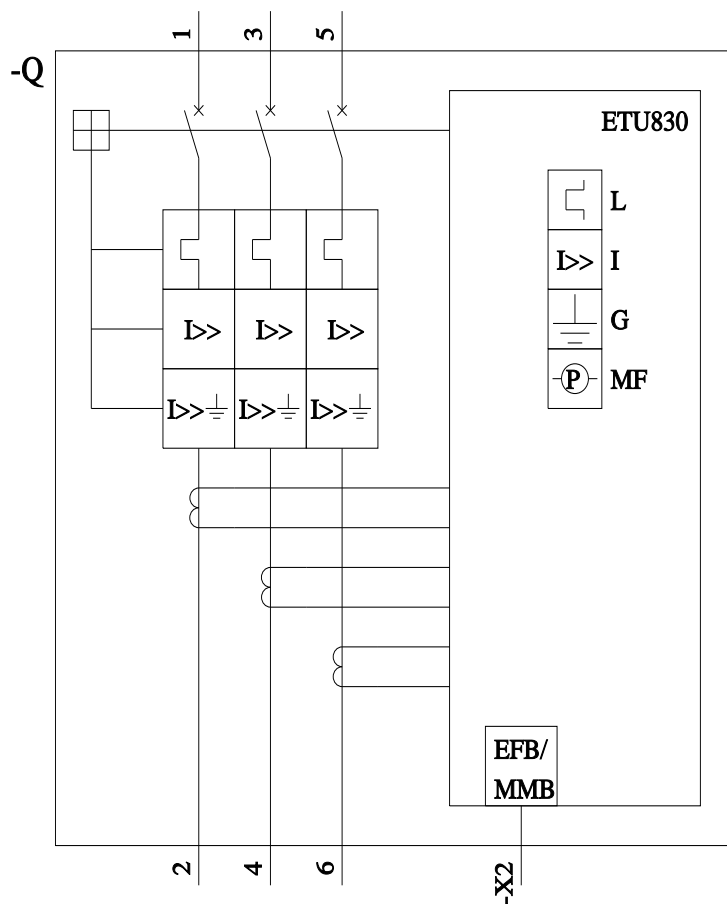 1 3 5
-Q
ETU830
L
I>> I
G
P MF
I>> I>> I>>
I>> I>> I>>
EFB/
MMB
2 4 6
-X2